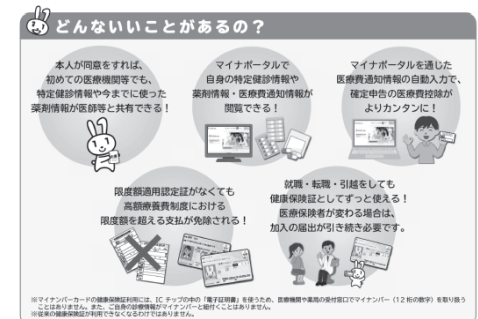 どんないいことがあるの？
本人が同意をすれば、
初めての医療機関等でも、
特定健診情報や今までに使った
薬剤情報が医師等と共有できる！
マイナポータルで
自身の特定健診情報や
薬剤情報・医療費通知情報が
閲覧できる！
マイナポータルを通じた
医療費通知情報の自動入力で、
確定申告の医療費控除が
よりカンタンに！
限度額適用認定証がなくても
高額療養費制度における
限度額を超える支払が免除される！
就職・転職・引越をしても
健康保険証としてずっと使える！
医療保険者が変わる場合は、
加入の届出が引き続き必要です。
※マイナンバーカードの健康保険証利用には、ICチップの中の「電子証明書」を使うため、医療機関や薬局の受付窓口でマイナンバー（12桁の数字）を取り扱う
ことはありません。また、ご自身の診療情報がマイナンバーと紐付くことはありません。
※従来の健康保険証が利用できなくなるわけではありません。